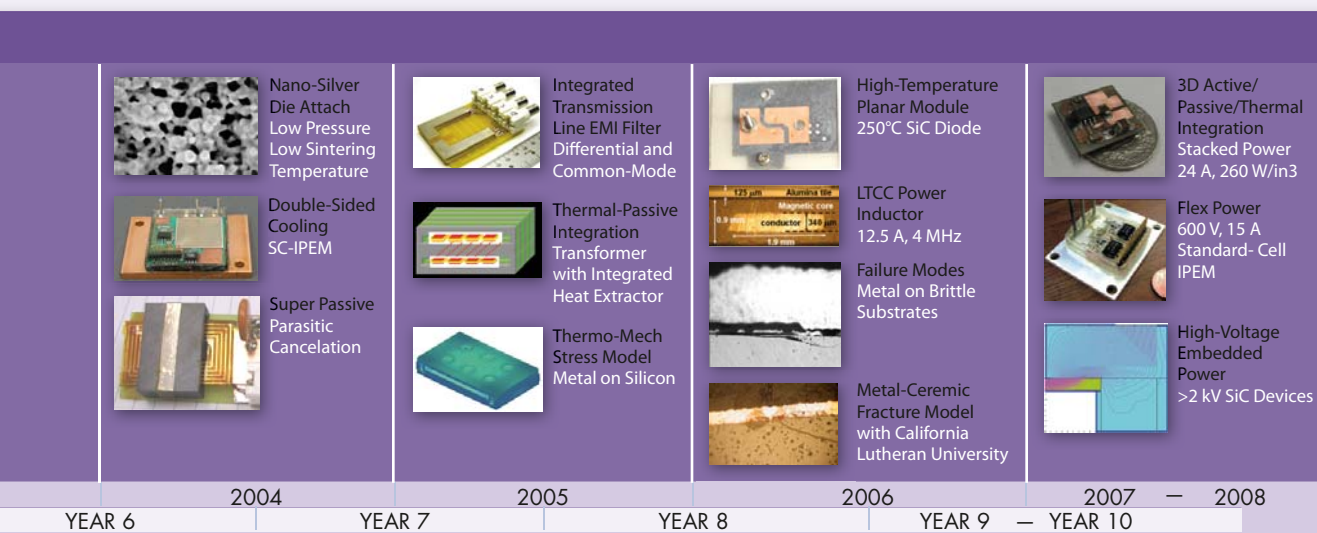 Nano-Silver
Die Attach
Low Pressure
Low Sintering
Temperature
Double-Sided
Cooling
SC-IPEM
Super Passive
Parasitic
Cancelation
Integrated
Transmission
Line EMI Filter
Differential and
Common-Mode
Thermal-Passive
Integration
Transformer
with Integrated
Heat Extractor
Thermo-Mech
Stress Model
Metal on Silicon
High-Temperature
Planar Module
250°C SiC Diode
125 μm Alumina tile
Magnetic core
0.9 mm
conductor 340 μm
1.9 mm
LTCC Power
Inductor
12.5 A, 4 MHz
Failure Modes
Metal on Brittle
Substrates
Metal-Ceremic
Fracture Model
with California
Lutheran University
3D Active/
Passive/Thermal
Integration
Stacked Power
24 A, 260 W/in3
Flex Power
600 V, 15 A
Standard- Cell
IPEM
High-Voltage
Embedded
Power
>2 kV SiC Devices
2004 2005 2006 2007 — 2008
YEAR 6 YEAR 7 YEAR 8 YEAR 9 — YEAR 10